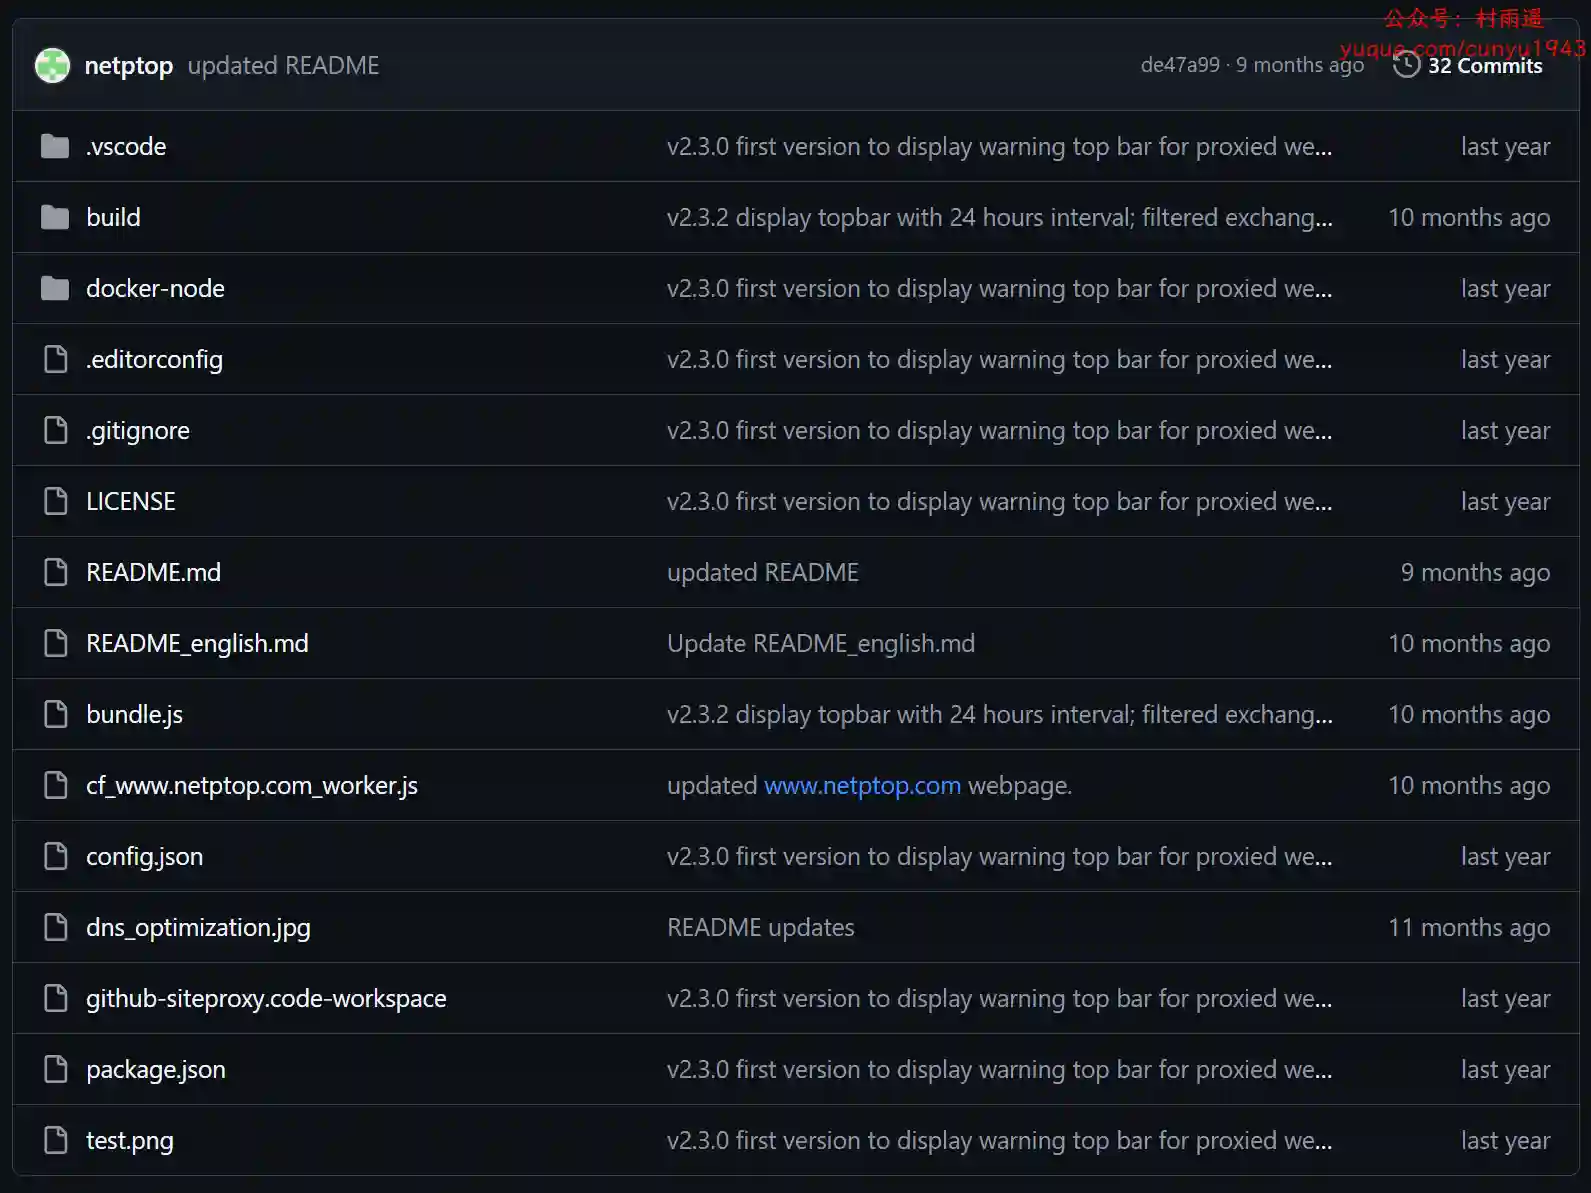 公众号：村雨遥
yuque.com/cunyu1943
netptop updated README de47a99 · 9 months ago 32 Commits
.vscode v2.3.0 first version to display warning top bar for proxied we... last year
build v2.3.2 display topbar with 24 hours interval; filtered exchang... 10 months ago
docker-node v2.3.0 first version to display warning top bar for proxied we... last year
.editorconfig v2.3.0 first version to display warning top bar for proxied we... last year
.gitignore v2.3.0 first version to display warning top bar for proxied we... last year
LICENSE v2.3.0 first version to display warning top bar for proxied we... last year
README.md updated README 9 months ago
README_english.md Update README_english.md 10 months ago
bundle.js v2.3.2 display topbar with 24 hours interval; filtered exchang... 10 months ago
cf_www.netptop.com_worker.js updated www.netptop.com webpage. 10 months ago
config.json v2.3.0 first version to display warning top bar for proxied we... last year
dns_optimization.jpg README updates 11 months ago
github-siteproxy.code-workspace v2.3.0 first version to display warning top bar for proxied we... last year
package.json v2.3.0 first version to display warning top bar for proxied we... last year
test.png v2.3.0 first version to display warning top bar for proxied we... last year